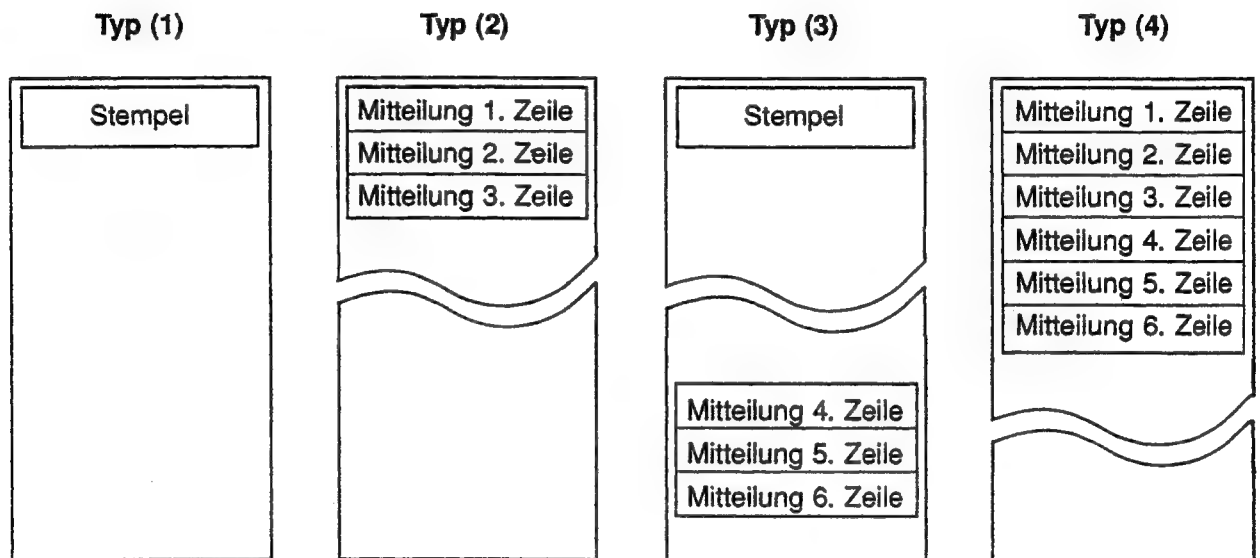 Typ (1)
Typ (2)
Typ (3)
Typ (4)
Stempel
Mitteilung 1. Zeile
Mitteilung 2. Zeile
Mitteilung 3. Zeile
Stempel
Mitteilung 4. Zeile
Mitteilung 5. Zeile
Mitteilung 6. Zeile
Mitteilung 1. Zeile
Mitteilung 2. Zeile
Mitteilung 3. Zeile
Mitteilung 4. Zeile
Mitteilung 5. Zeile
Mitteilung 6. Zeile